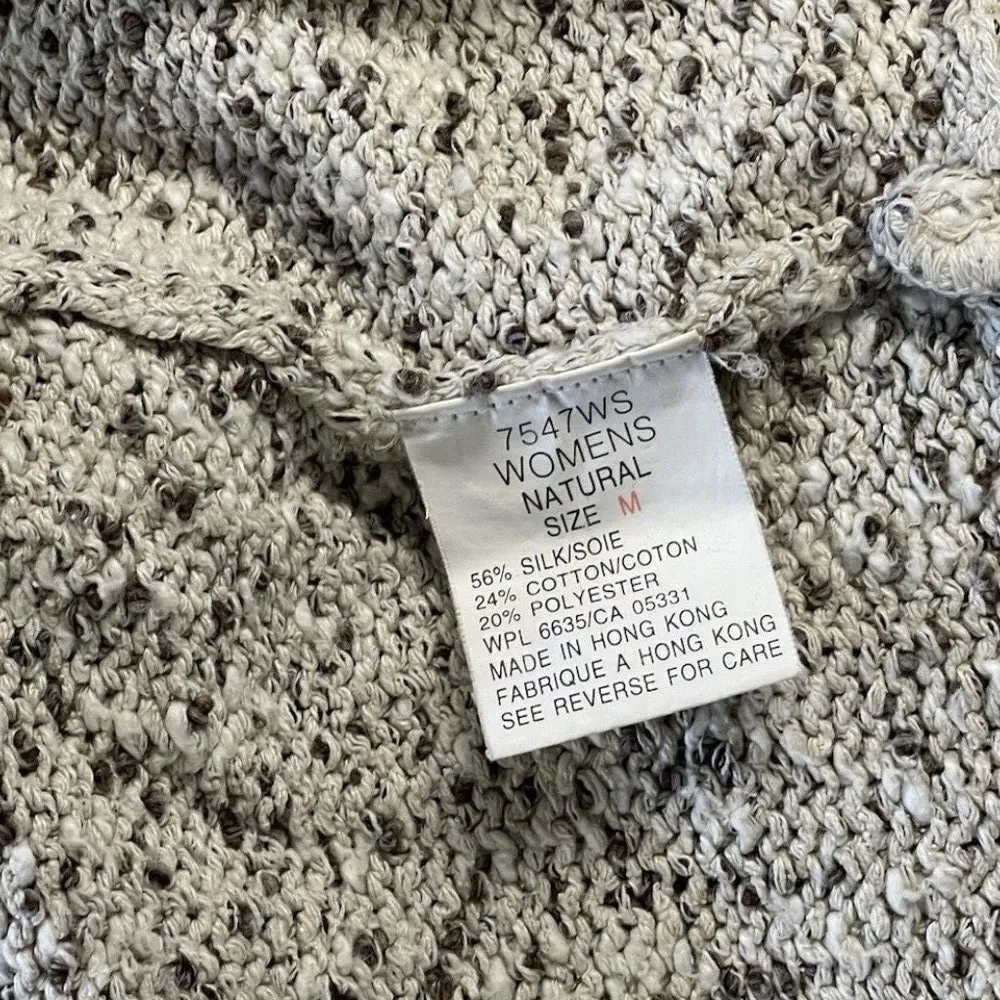 7547WS
WOMENS
NATURAL
SIZE M
56% SILK/SOIE
24% COTTON/COTON
20% POLYESTER
WPL 6635/CA 05331
MADE IN HONG KONG
FABRIQUE A HONG KONG
SEE REVERSE FOR CARE